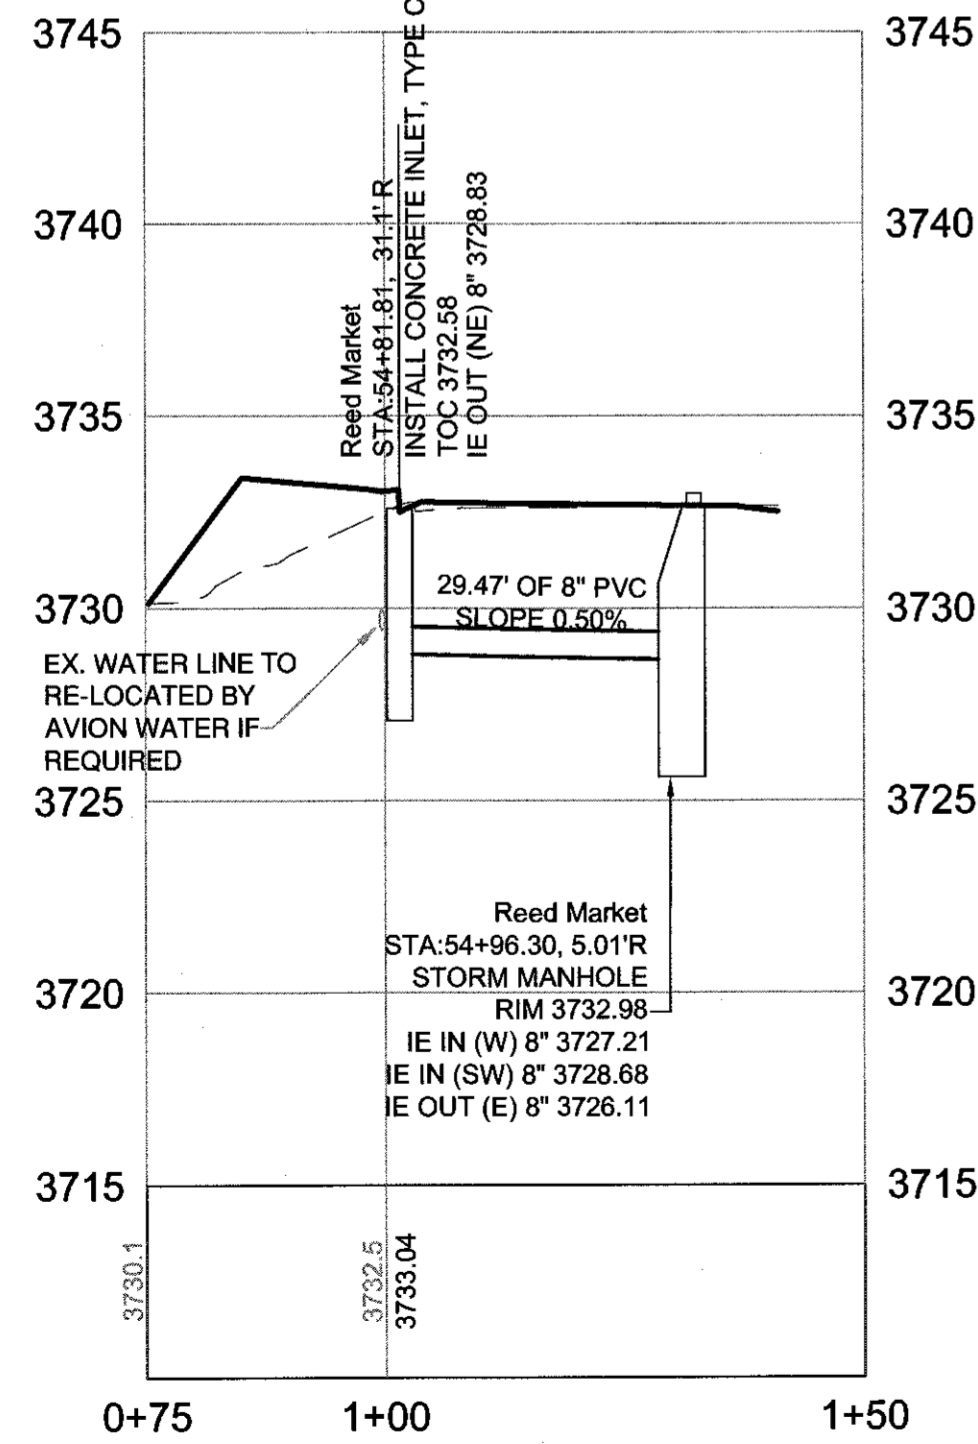 3745
3745
Reed Market
STA:54+81.81, 31.1' R
INSTALL CONCRETE INLET, TYPE C
TOC 3732.58
IE OUT (NE) 8" 3728.83
3740
3740
3735
3735
29.47' OF 8" PVC
SLOPE 0.50%
3730
3730
EX. WATER LINE TO
RE-LOCATED BY
AVION WATER IF
REQUIRED
3725
3725
Reed Market
STA:54+96.30, 5.01'R
STORM MANHOLE
RIM 3732.98
IE IN (W) 8" 3727.21
IE IN (SW) 8" 3728.68
IE OUT (E) 8" 3726.11
3720
3720
3715
3715
3730.1
3732.5
3733.04
0+75
1+00
1+50